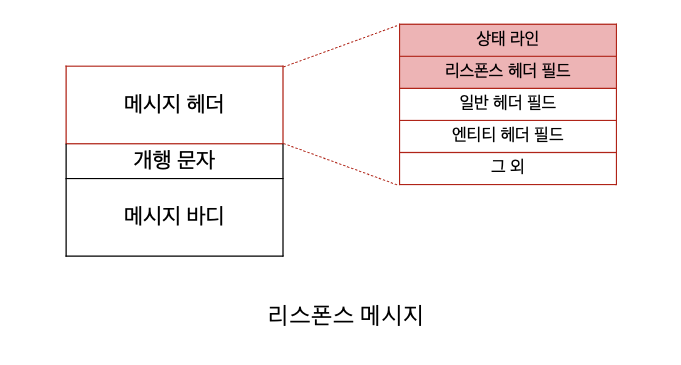 메시지 헤더
개행 문자
메시지 바디
상태 라인
리스폰스 헤더 필드
일반 헤더 필드
엔티티 헤더 필드
그 외
리스폰스 메시지